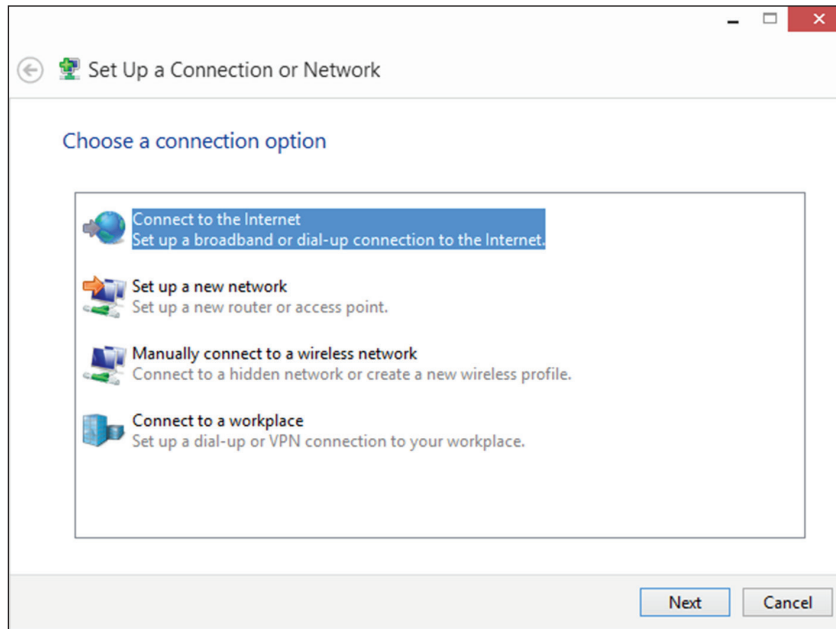 Set Up a Connection or Network
Choose a connection option
Connect to the Internet
Set up a broadband or dial-up connection to the Internet.
Set up a new network
Set up a new router or access point.
Manually connect to a wireless network
Connect to a hidden network or create a new wireless profile.
Connect to a workplace
Set up a dial-up or VPN connection to your workplace.
Next
Cancel